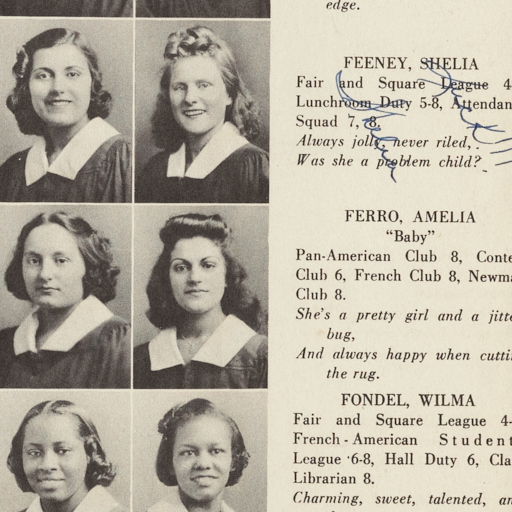 edge.
FEENEY, SHELIA
Fair and Square League 4-
Lunchroom Duty 5-8, Attendan
Squad 7, 8.
Always jolly, never riled,
Was she a problem child?
FERRO, AMELIA
"Baby"
Pan-American Club 8, Conte
Club 6, French Club 8, Newma
Club 8.
She's a pretty girl and a jitte
bug,
And always happy when cuttin
the rug.
FONDEL, WILMA
Fair and Square League 4-
French-American Student
League 6-8, Hall Duty 6, Cla
Librarian 8.
Charming, sweet, talented, an